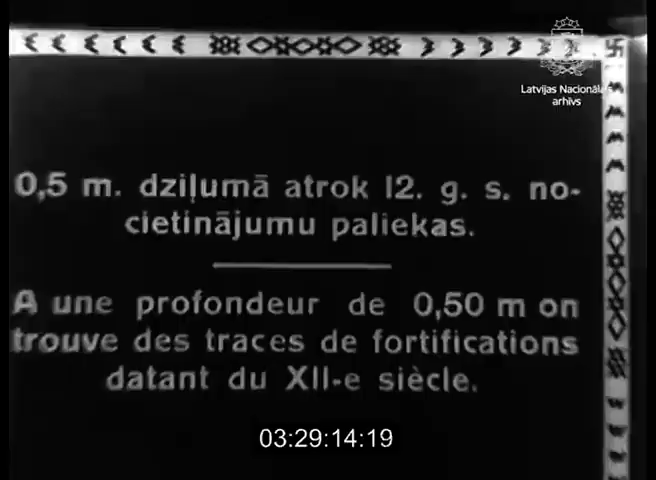 Latvijas Nacionālais
arhīvs
0,5 m. dziļumā atrok 12. g. s. no-
cietinājumu paliekas.
A une profondeur de 0,50 m on
trouve des traces de fortifications
datant du XII-e siècle.
03:29:14:19